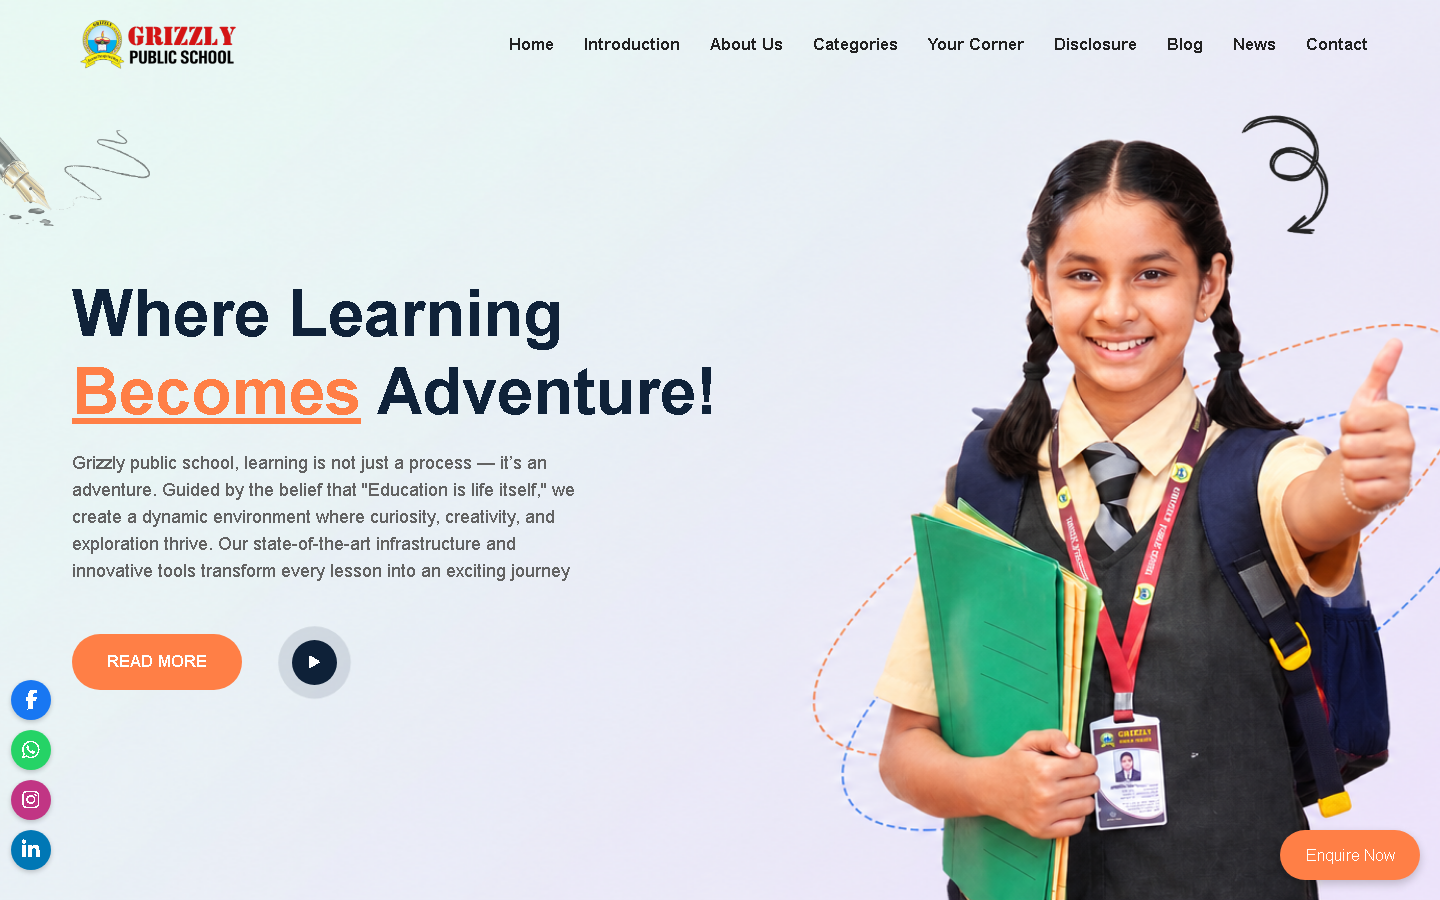 GRIZZLY
PUBLIC SCHOOL
Home
Introduction
About Us
Categories
Your Corner
Disclosure
Blog
News
Contact
Where Learning
Becomes Adventure!
Grizzly public school, learning is not just a process — it’s an
adventure. Guided by the belief that "Education is life itself," we
create a dynamic environment where curiosity, creativity, and
exploration thrive. Our state-of-the-art infrastructure and
innovative tools transform every lesson into an exciting journey
READ MORE
GRIZZLY
Enquire Now